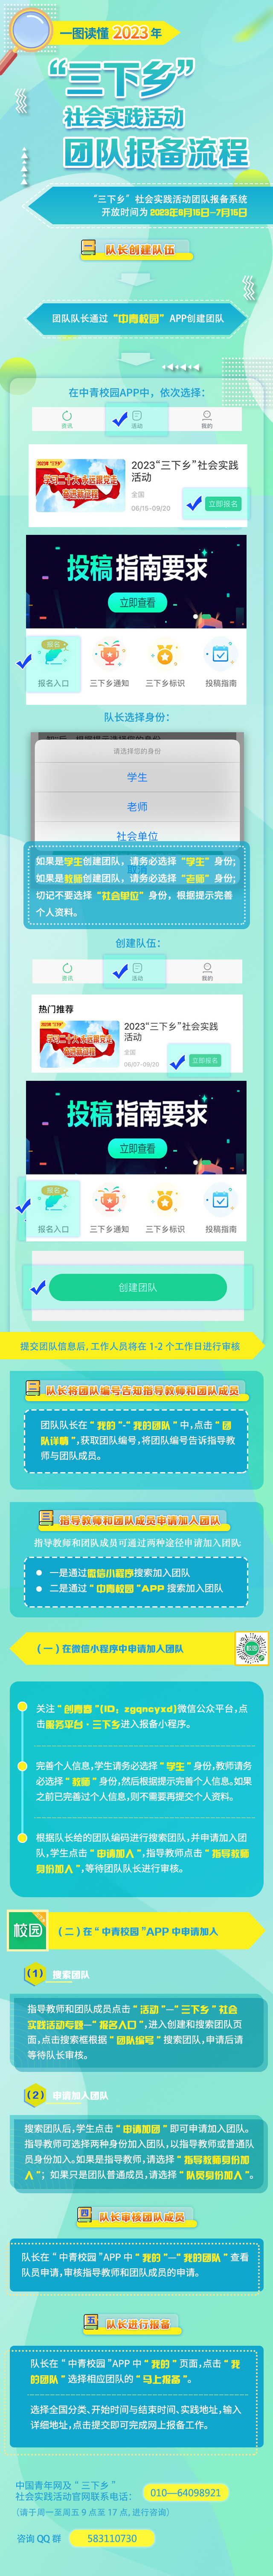 一图读懂 2023 年
“三下乡”
社会实践活动
团队报备流程
“三下乡”社会实践活动团队报备系统
开放时间为 2023年6月15日-7月15日
队长创建队伍
团队队长通过“中青校园”APP创建团队
在中青校园APP中，依次选择：
资讯 活动 我的
2023“三下乡”社会实践
活动
全国
06/15-09/20 立即报名
投稿指南要求
立即查看
报名入口 三下乡通知 三下乡标识 投稿指南
队长选择身份：
请选择您的身份
学生
老师
社会单位
取消
如果是学生创建团队，请务必选择“学生”身份；
如果是教师创建团队，请务必选择“老师”身份；
切记不要选择“社会单位”身份，根据提示完善
个人资料。
创建队伍：
资讯 活动 我的
热门推荐
2023“三下乡”社会实践
活动
全国
06/07-09/20 立即报名
投稿指南要求
立即查看
报名入口 三下乡通知 三下乡标识 投稿指南
创建团队
提交团队信息后，工作人员将在 1-2 个工作日进行审核
队长将团队编号告知指导教师和团队成员
团队队长在“我的”-“我的团队”中，点击“团
队详情”，获取团队编号，将团队编号告诉指导教
师与团队成员。
三 指导教师和团队成员申请加入团队
指导教师和团队成员可通过两种途径申请加入团队：
一是通过微信小程序搜索加入团队
二是通过“中青校园”APP 搜索加入团队
（一）在微信小程序中申请加入团队
关注“创青春”(ID：zgqncyxd)微信公众平台，点
击服务平台·三下乡进入报备小程序。
完善个人信息，学生请务必选择“学生”身份，教师请务
必选择“教师”身份，然后根据提示完善个人信息。如果
之前已完善过个人信息，则不需要再提交个人资料。
根据队长给的团队编码进行搜索团队，并申请加入团
队，学生点击“申请加入”，指导教师点击“指导教师
身份加入”，等待团队队长进行审核。
校园
（二）在“中青校园”APP 中申请加入
（1） 搜索团队
指导教师和团队成员点击“活动”—“三下乡”社会
实践活动专题—“报名入口”，进入创建和搜索团队页
面，点击搜索框根据“团队编号”搜索团队，申请后请
等待队长审核。
（2） 申请加入团队
搜索团队后，学生点击“申请加团”即可申请加入团队。
指导教师可选择两种身份加入团队，以指导教师或普通队
员身份加入。如果是指导教师，请选择“指导教师身份加
入”；如果只是团队普通成员，请选择“队员身份加入”。
四 队长审核团队成员
队长在“中青校园”APP 中“我的”—“我的团队”查看
队员申请，审核指导教师和团队成员的申请。
五 队长进行报备
队长在“中青校园”APP 中“我的”页面，点击“我
的团队”选择相应团队的“马上报备”。
选择全国分类、开始时间与结束时间、实践地址，输入
详细地址，点击提交即可完成网上报备工作。
中国青年网及“三下乡”
社会实践活动官网联系电话： 010—64098921
（请于周一至周五 9 点至 17 点，进行咨询）
咨询 QQ 群 583110730